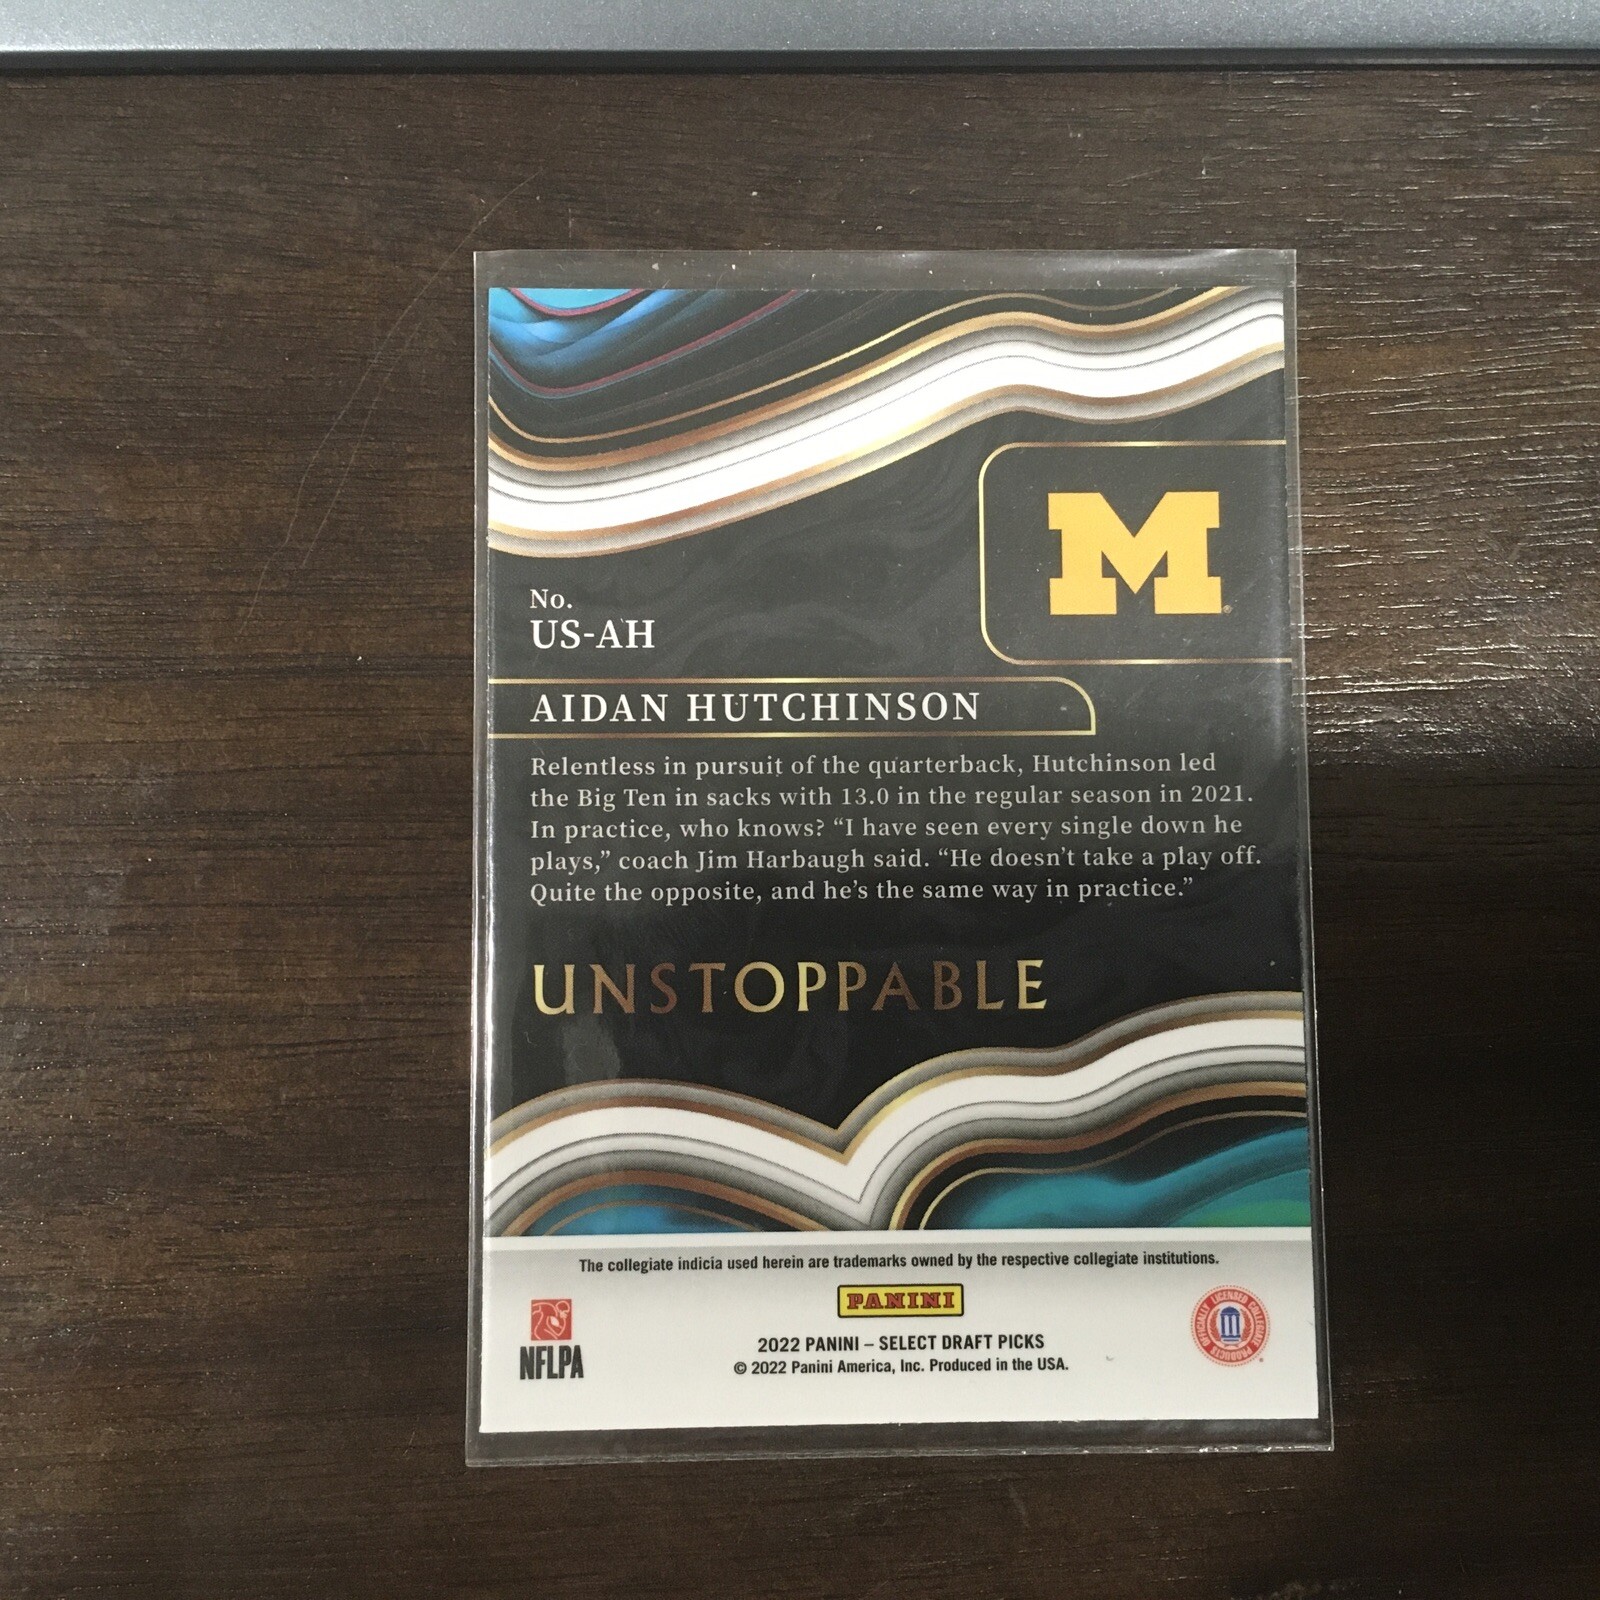 M
No.
US-AH
AIDAN HUTCHINSON
Relentless in pursuit of the quarterback, Hutchinson led
the Big Ten in sacks with 13.0 in the regular season in 2021.
In practice, who knows? “I have seen every single down he
plays,” coach Jim Harbaugh said. “He doesn’t take a play off.
Quite the opposite, and he’s the same way in practice.”
UNSTOPPABLE
The collegiate indicia used herein are trademarks owned by the respective collegiate institutions.
PANINI
NFLPA
2022 PANINI – SELECT DRAFT PICKS
© 2022 Panini America, Inc. Produced in the USA.
OFFICIALLY LICENSED COLLEGIATE PRODUCTS